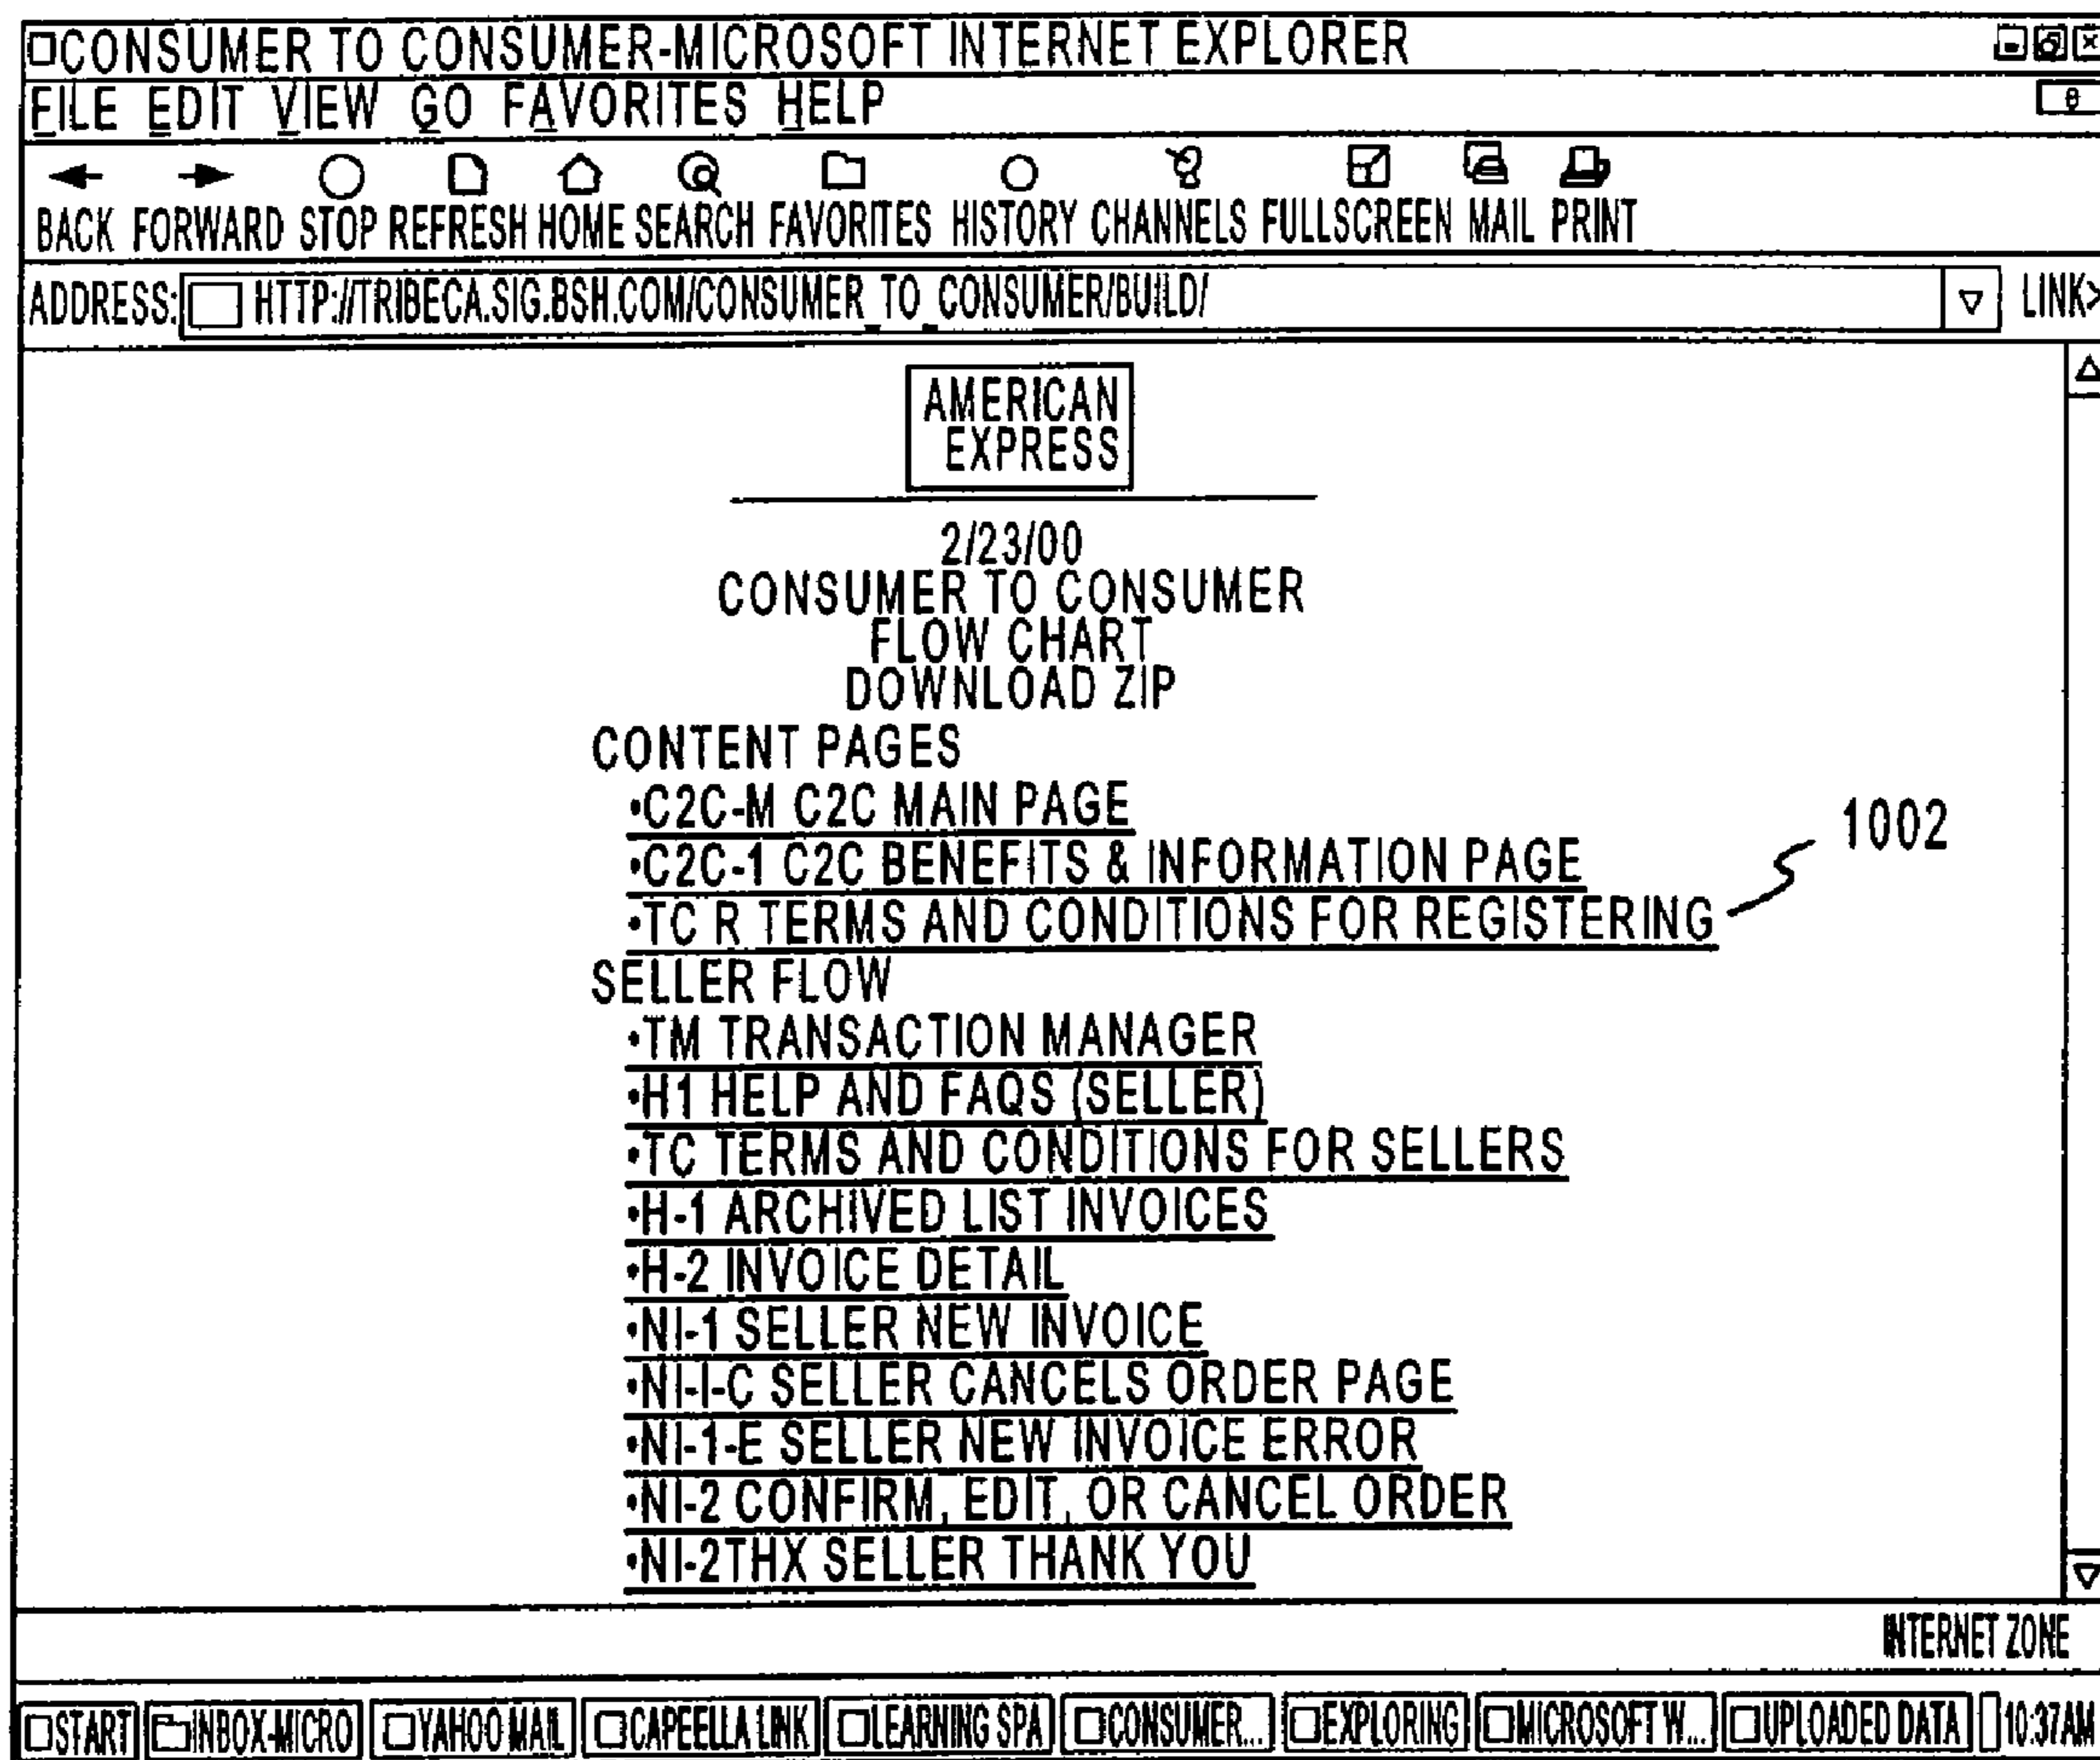 CONSUMER TO CONSUMER-MICROSOFT INTERNET EXPLORER
FILE EDIT VIEW GO FAVORITES HELP
BACK FORWARD STOP REFRESH HOME SEARCH FAVORITES HISTORY CHANNELS FULLSCREEN MAIL PRINT
ADDRESS: HTTP://TRIBECA.SIG.BSH.COM/CONSUMER_TO_CONSUMER/BUILD/ LINK>
AMERICAN
EXPRESS
2/23/00
CONSUMER TO CONSUMER
FLOW CHART
DOWNLOAD ZIP
CONTENT PAGES
•C2C-M C2C MAIN PAGE
•C2C-1 C2C BENEFITS & INFORMATION PAGE
1002
•TC R TERMS AND CONDITIONS FOR REGISTERING
SELLER FLOW
•TM TRANSACTION MANAGER
•H1 HELP AND FAQS (SELLER)
•TC TERMS AND CONDITIONS FOR SELLERS
•H-1 ARCHIVED LIST INVOICES
•H-2 INVOICE DETAIL
•NI-1 SELLER NEW INVOICE
•NI-I-C SELLER CANCELS ORDER PAGE
•NI-1-E SELLER NEW INVOICE ERROR
•NI-2 CONFIRM, EDIT, OR CANCEL ORDER
•NI-2THX SELLER THANK YOU
INTERNET ZONE
START INBOX-MICRO YAHOO MAIL CAPEELLA LINK LEARNING SPA CONSUMER... EXPLORING MICROSOFT W... UPLOADED DATA 10:37AM